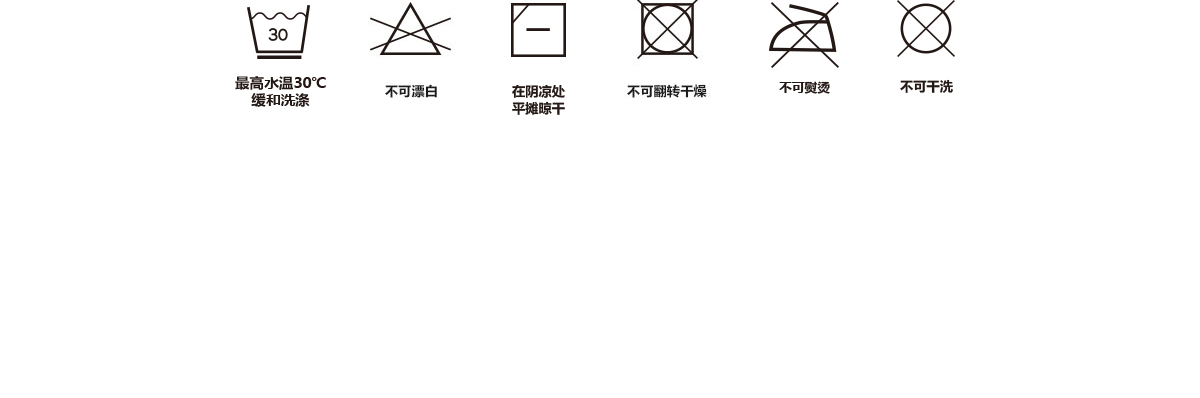 30
最高水温30℃
缓和洗涤
不可漂白
在阴凉处
平摊晾干
不可翻转干燥
不可熨烫
不可干洗